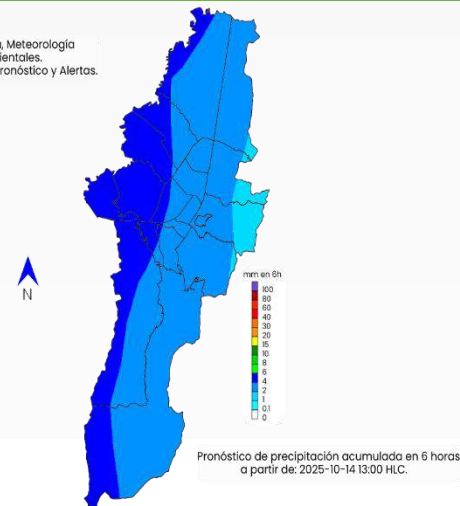 , Meteorología
ientales.
ronóstico y Alertas.
N
mm en 6h
100
80
60
40
30
20
15
10
8
6
4
2
1
0.1
0
Pronóstico de precipitación acumulada en 6 horas
a partir de: 2025-10-14 13:00 HLC.